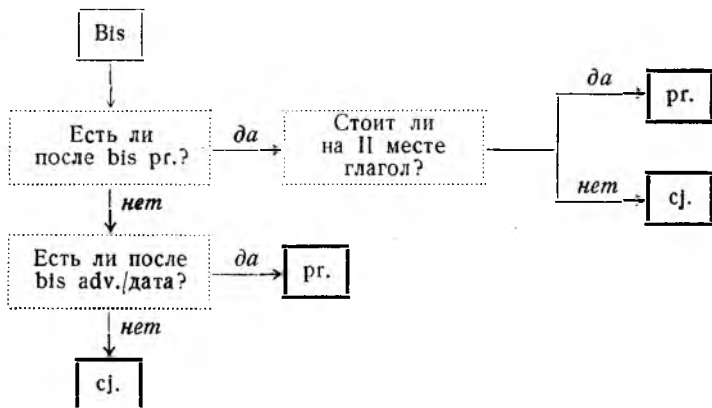 Bis
Есть ли
после bis pr.?
да
Стоит ли
на II месте
глагол?
да
pr.
нет
cj.
нет
Есть ли после
bis adv./дата?
да
pr.
нет
cj.